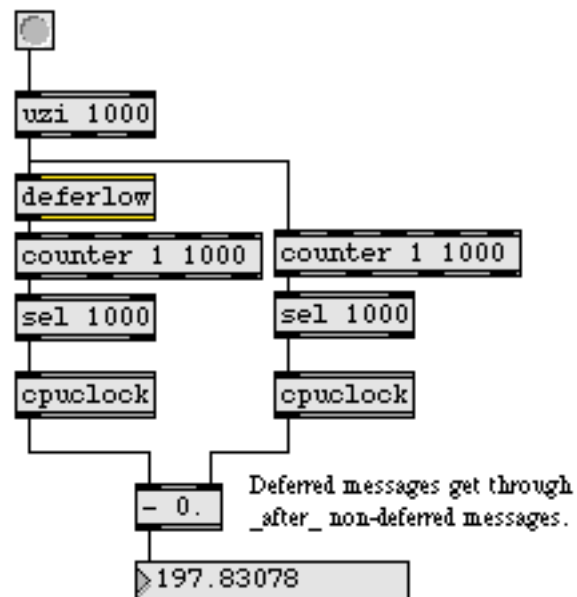 uzi 1000
deferlow
counter 1 1000
counter 1 1000
sel 1000
sel 1000
cpuclock
cpuclock
- 0.
Deferred messages get through
_after_ non-deferred messages.
197.83078